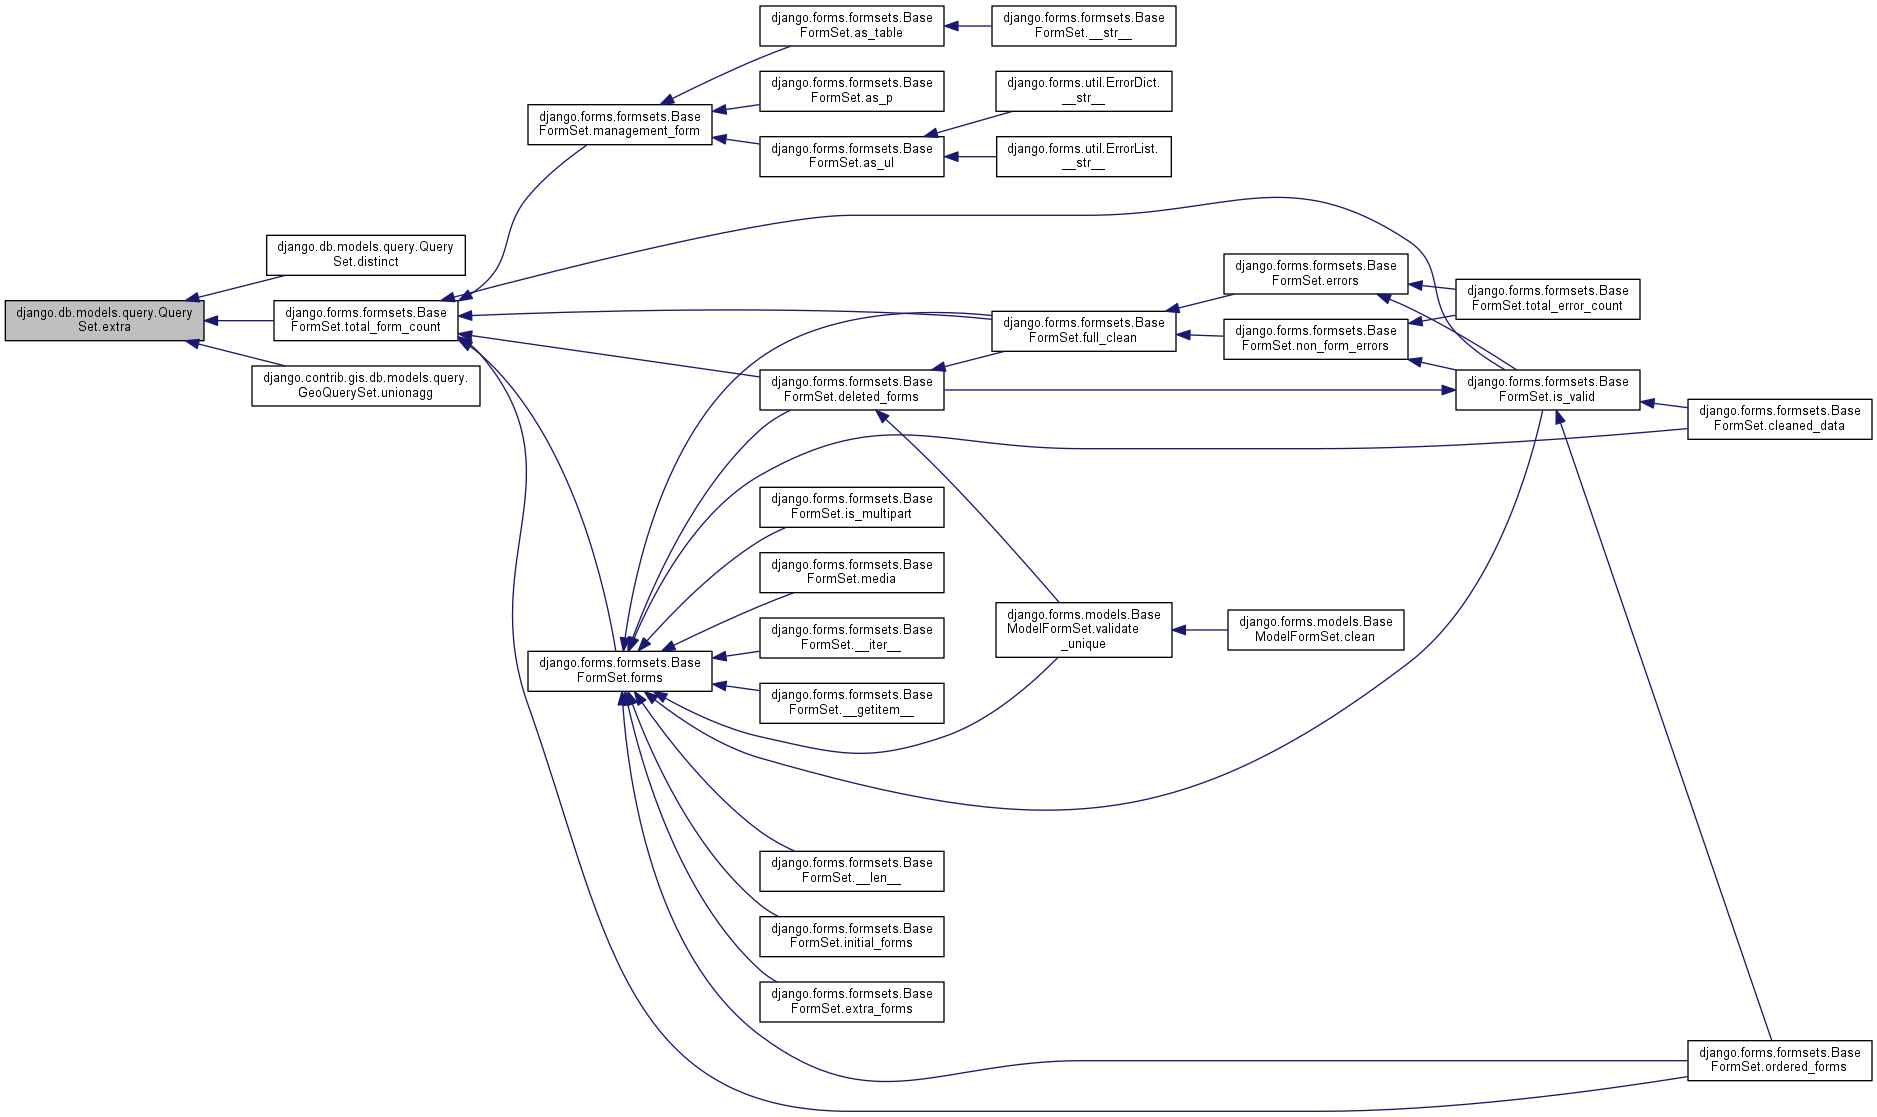 django.forms.formsets.Base
FormSet.as_table
django.forms.formsets.Base
FormSet.__str__
django.forms.formsets.Base
FormSet.as_p
django.forms.util.ErrorDict.
__str__
django.forms.formsets.Base
FormSet.management_form
django.forms.formsets.Base
FormSet.as_ul
django.forms.util.ErrorList.
__str__
django.db.models.query.Query
Set.distinct
django.db.models.query.Query
Set.extra
django.forms.formsets.Base
FormSet.total_form_count
django.contrib.gis.db.models.query.
GeoQuerySet.unionagg
django.forms.formsets.Base
FormSet.errors
django.forms.formsets.Base
FormSet.total_error_count
django.forms.formsets.Base
FormSet.full_clean
django.forms.formsets.Base
FormSet.non_form_errors
django.forms.formsets.Base
FormSet.deleted_forms
django.forms.formsets.Base
FormSet.is_valid
django.forms.formsets.Base
FormSet.cleaned_data
django.forms.formsets.Base
FormSet.is_multipart
django.forms.formsets.Base
FormSet.media
django.forms.formsets.Base
FormSet.__iter__
django.forms.models.Base
ModelFormSet.validate
_unique
django.forms.models.Base
ModelFormSet.clean
django.forms.formsets.Base
FormSet.forms
django.forms.formsets.Base
FormSet.__getitem__
django.forms.formsets.Base
FormSet.__len__
django.forms.formsets.Base
FormSet.initial_forms
django.forms.formsets.Base
FormSet.extra_forms
django.forms.formsets.Base
FormSet.ordered_forms